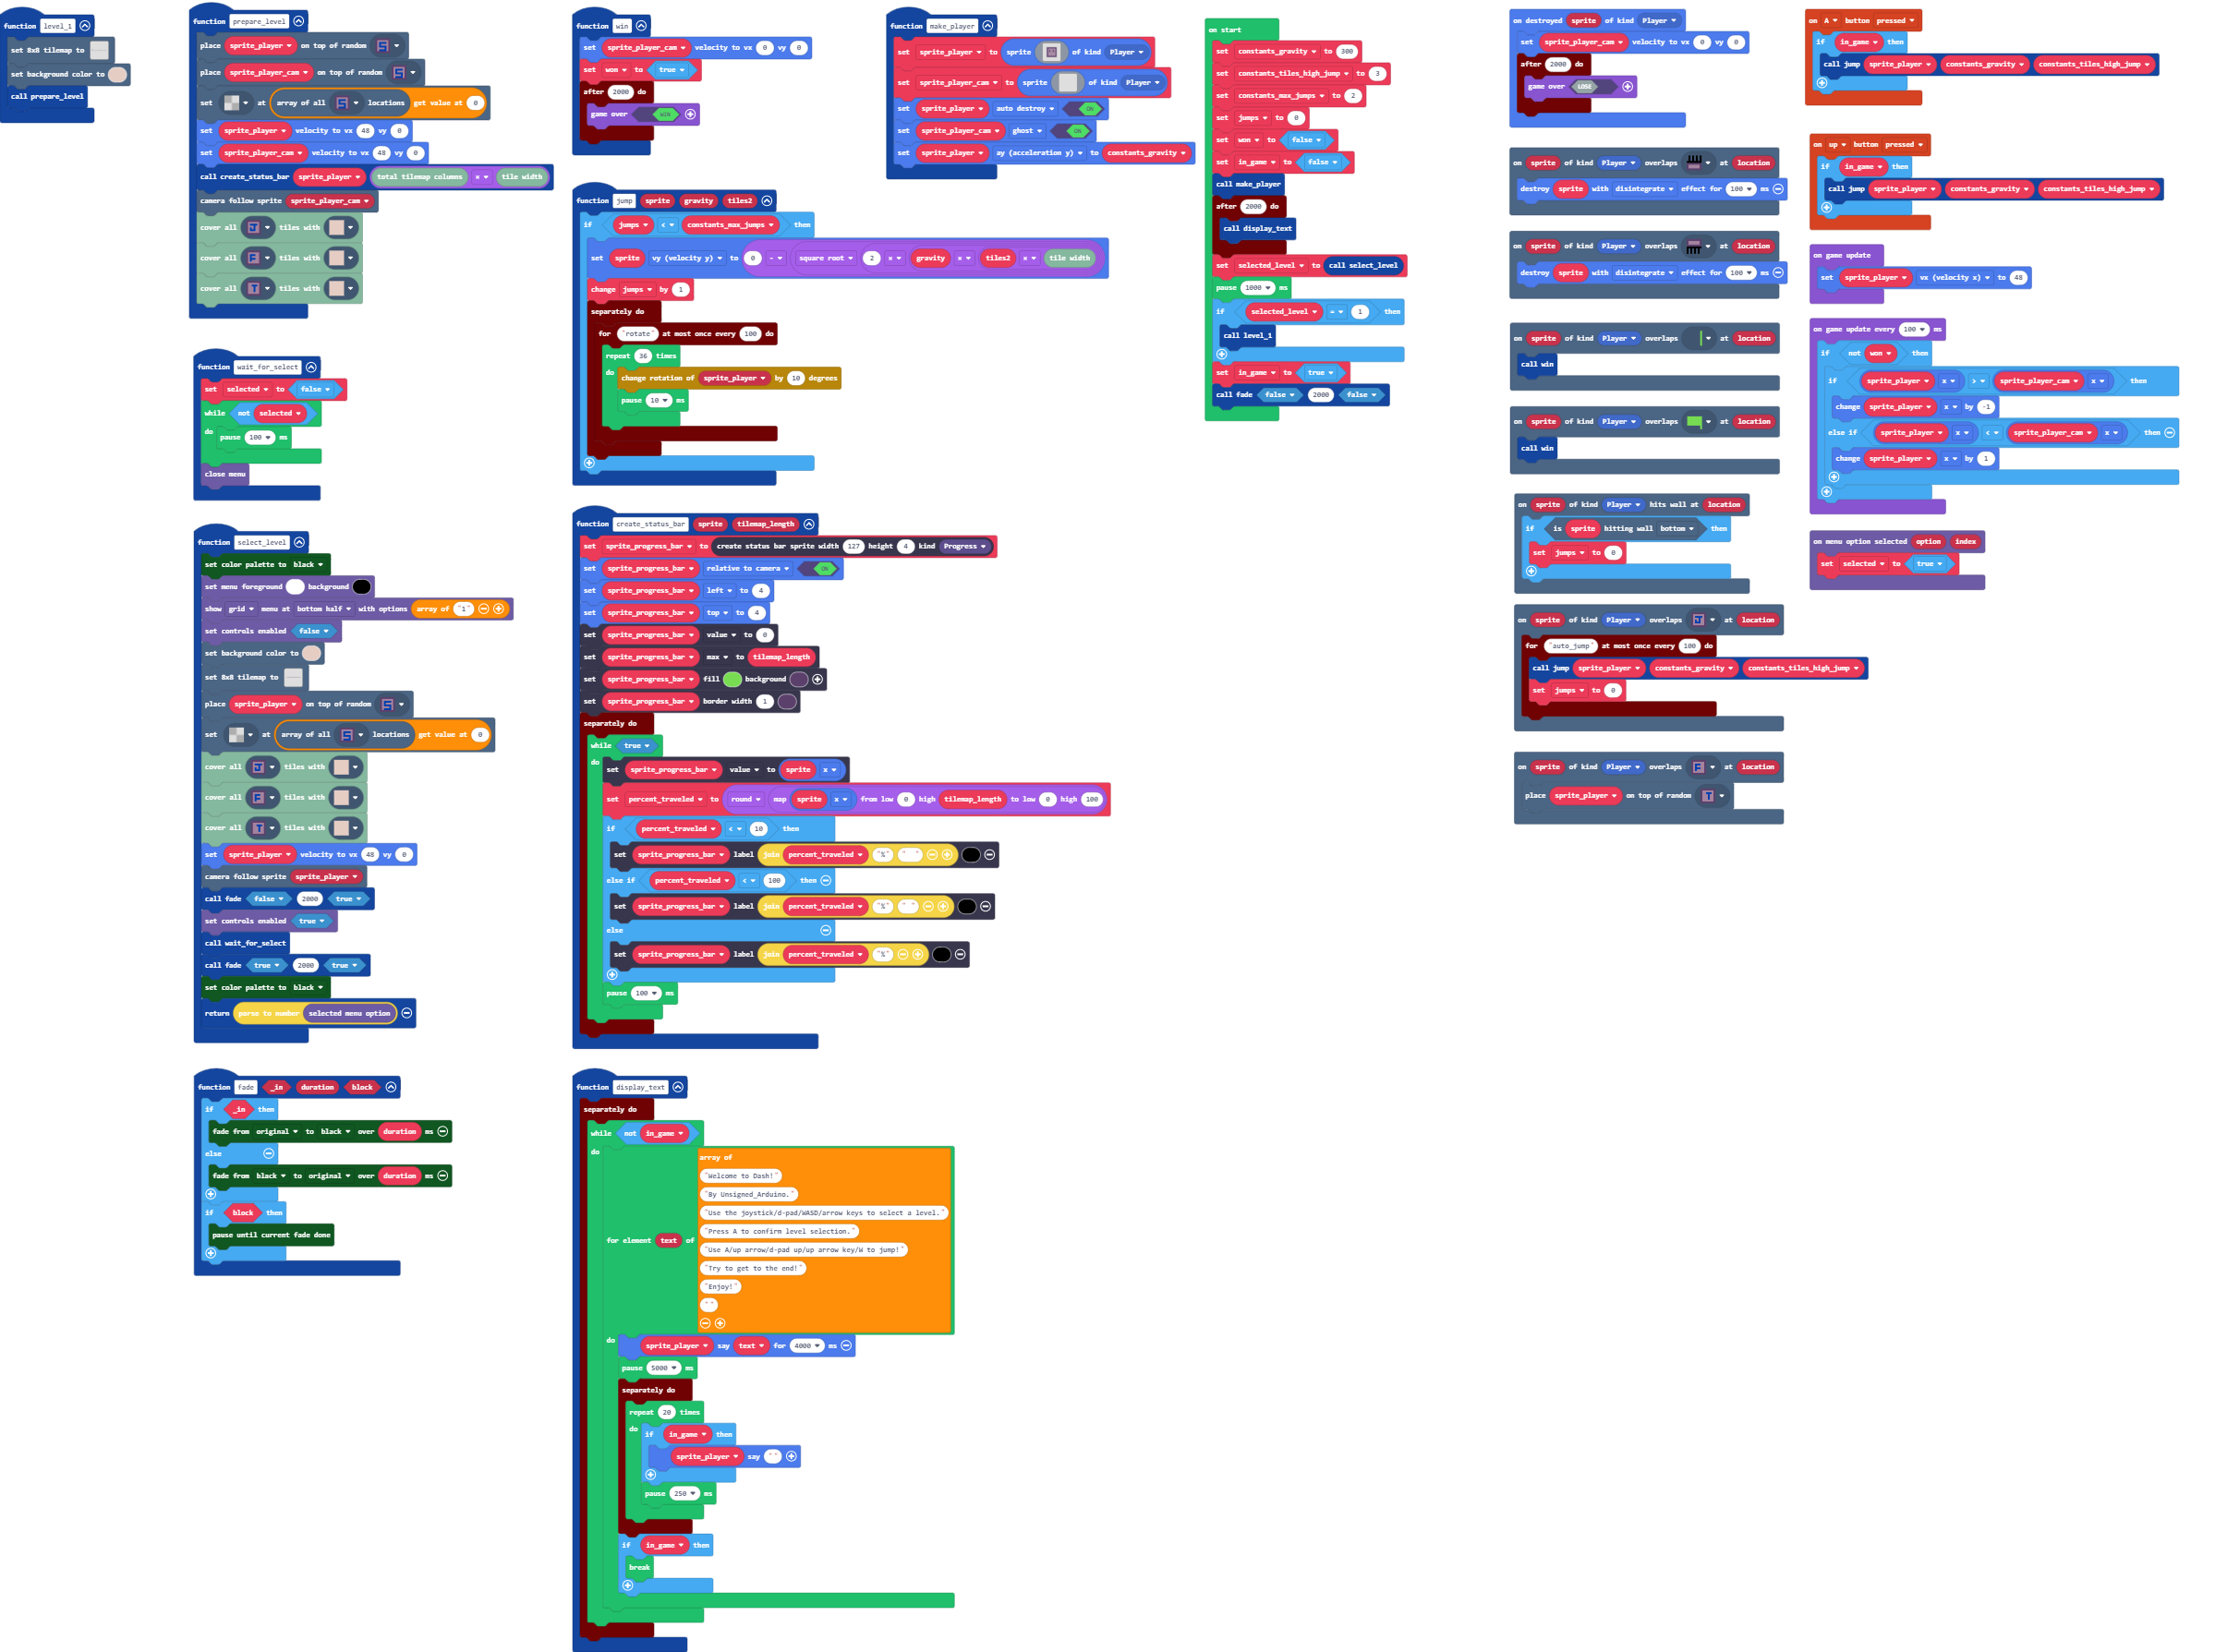 function level_1
set 8x8 tilemap to
set background color to
call prepare_level
function prepare_level
place sprite_player on top of random S
place sprite_player_cam on top of random S
set at array of all S locations get value at 0
set sprite_player velocity to vx 48 vy 0
set sprite_player_cam velocity to vx 48 vy 0
call create_status_bar sprite_player total tilemap columns x tile width
camera follow sprite sprite_player_cam
cover all J tiles with
cover all F tiles with
cover all T tiles with
function wait_for_select
set selected to false
while not selected
do
pause 100 ms
close menu
function select_level
set color palette to black
set menu foreground background
show grid menu at bottom half with options array of "1"
set controls enabled false
set background color to
set 8x8 tilemap to
place sprite_player on top of random S
set at array of all S locations get value at 0
cover all J tiles with
cover all F tiles with
cover all T tiles with
set sprite_player velocity to vx 48 vy 0
camera follow sprite sprite_player
call fade false 2000 true
set controls enabled true
call wait_for_select
call fade true 2000 true
set color palette to black
return parse to number selected menu option
function fade _in duration block
if _in then
fade from original to black over duration ms
else
fade from black to original over duration ms
if block then
pause until current fade done
function win
set sprite_player_cam velocity to vx 0 vy 0
set won to true
after 2000 do
game over WIN
function jump sprite gravity tiles2
if jumps < constants_max_jumps then
set sprite vy (velocity y) to 0 - square root 2 x gravity x tiles2 x tile width
change jumps by 1
separately do
for "rotate" at most once every 100 do
repeat 36 times
do
change rotation of sprite_player by 10 degrees
pause 10 ms
function create_status_bar sprite tilemap_length
set sprite_progress_bar to create status bar sprite width 127 height 4 kind Progress
set sprite_progress_bar relative to camera ON
set sprite_progress_bar left to 4
set sprite_progress_bar top to 4
set sprite_progress_bar value to 0
set sprite_progress_bar max to tilemap_length
set sprite_progress_bar fill background
set sprite_progress_bar border width 1
separately do
while true
do
set sprite_progress_bar value to sprite x
set percent_traveled to round map sprite x from low 0 high tilemap_length to low 0 high 100
if percent_traveled < 10 then
set sprite_progress_bar label join percent_traveled "%" "  "
else if percent_traveled < 100 then
set sprite_progress_bar label join percent_traveled "%" " "
else
set sprite_progress_bar label join percent_traveled "%"
pause 100 ms
function display_text
separately do
while not in_game
do
for element text of
array of
"Welcome to Dash!"
"By Unsigned_Arduino."
"Use the joystick/d-pad/WASD/arrow keys to select a level."
"Press A to confirm level selection."
"Use A/up arrow/d-pad up/up arrow key/W to jump!"
"Try to get to the end!"
"Enjoy!"
" "
do
sprite_player say text for 4000 ms
pause 5000 ms
separately do
repeat 20 times
do
if in_game then
sprite_player say " "
pause 250 ms
if in_game then
break
function make_player
set sprite_player to sprite of kind Player
set sprite_player_cam to sprite of kind Player
set sprite_player auto destroy ON
set sprite_player_cam ghost ON
set sprite_player ay (acceleration y) to constants_gravity
on start
set constants_gravity to 300
set constants_tiles_high_jump to 3
set constants_max_jumps to 2
set jumps to 0
set won to false
set in_game to false
call make_player
after 2000 do
call display_text
set selected_level to call select_level
pause 1000 ms
if selected_level = 1 then
call level_1
set in_game to true
call fade false 2000 false
on destroyed sprite of kind Player
set sprite_player_cam velocity to vx 0 vy 0
after 2000 do
game over LOSE
on sprite of kind Player overlaps at location
destroy sprite with disintegrate effect for 100 ms
on sprite of kind Player overlaps at location
destroy sprite with disintegrate effect for 100 ms
on sprite of kind Player overlaps at location
call win
on sprite of kind Player overlaps at location
call win
on sprite of kind Player hits wall at location
if is sprite hitting wall bottom then
set jumps to 0
on sprite of kind Player overlaps J at location
for "auto_jump" at most once every 100 do
call jump sprite_player constants_gravity constants_tiles_high_jump
set jumps to 0
on sprite of kind Player overlaps F at location
place sprite_player on top of random T
on A button pressed
if in_game then
call jump sprite_player constants_gravity constants_tiles_high_jump
on up button pressed
if in_game then
call jump sprite_player constants_gravity constants_tiles_high_jump
on game update
set sprite_player vx (velocity x) to 48
on game update every 100 ms
if not won then
if sprite_player x > sprite_player_cam x then
change sprite_player x by -1
else if sprite_player x < sprite_player_cam x then
change sprite_player x by 1
on menu option selected option index
set selected to true